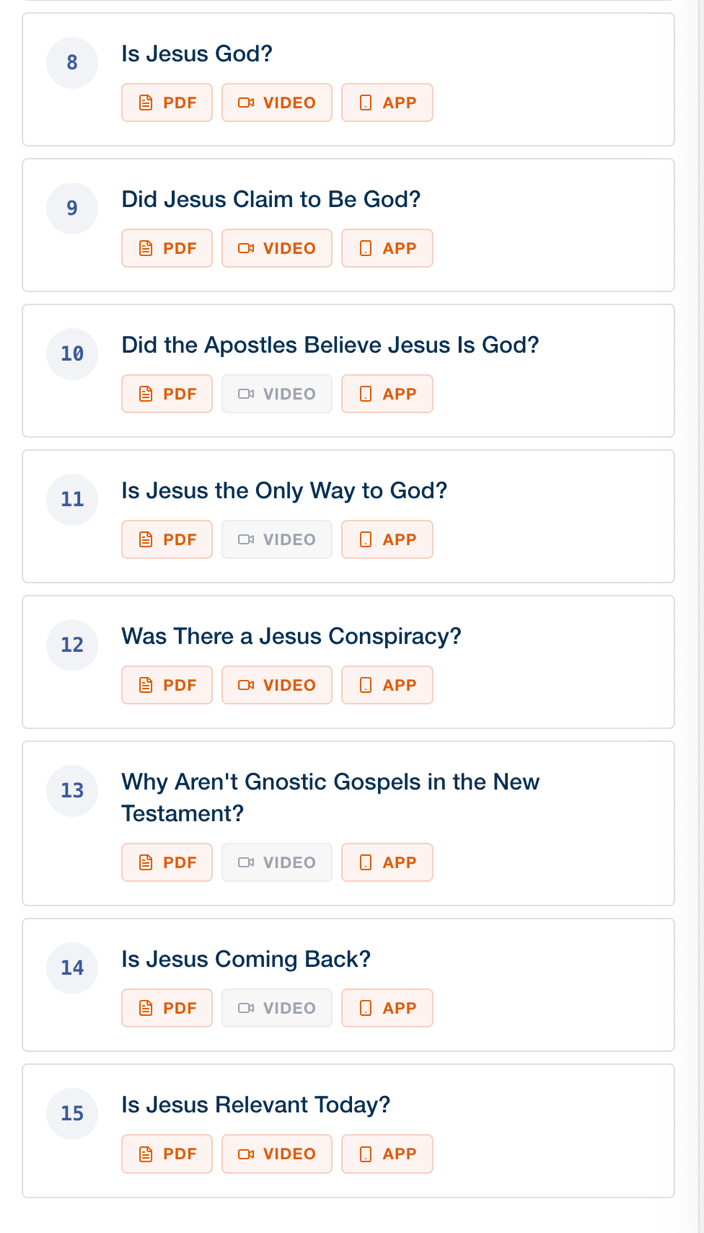 8
Is Jesus God?
PDF VIDEO APP
9
Did Jesus Claim to Be God?
PDF VIDEO APP
10
Did the Apostles Believe Jesus Is God?
PDF VIDEO APP
11
Is Jesus the Only Way to God?
PDF VIDEO APP
12
Was There a Jesus Conspiracy?
PDF VIDEO APP
13
Why Aren't Gnostic Gospels in the New
Testament?
PDF VIDEO APP
14
Is Jesus Coming Back?
PDF VIDEO APP
15
Is Jesus Relevant Today?
PDF VIDEO APP